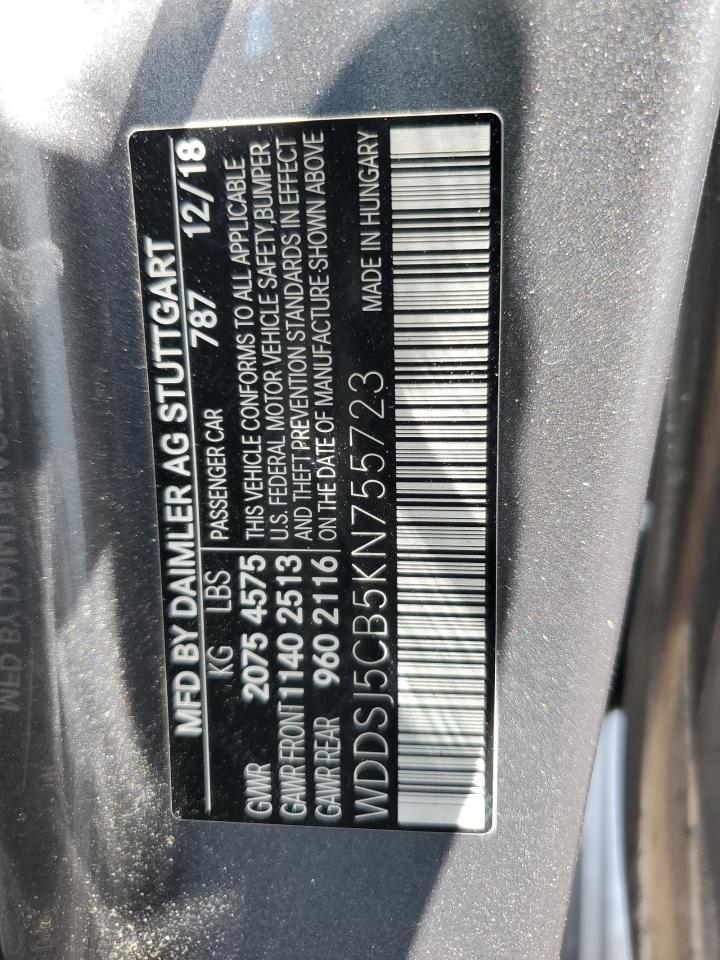 MFD BY DAIMLER AG STUTTGART
KG LBS PASSENGER CAR 787 12/18
GWR 2075 4575 THIS VEHICLE CONFORMS TO ALL APPLICABLE
GAWR FRONT 1140 2513 U.S. FEDERAL MOTOR VEHICLE SAFETY,BUMPER
GAWR REAR 960 2116 AND THEFT PREVENTION STANDARDS IN EFFECT
ON THE DATE OF MANUFACTURE SHOWN ABOVE
WDDSJ5CB5KN755723 MADE IN HUNGARY